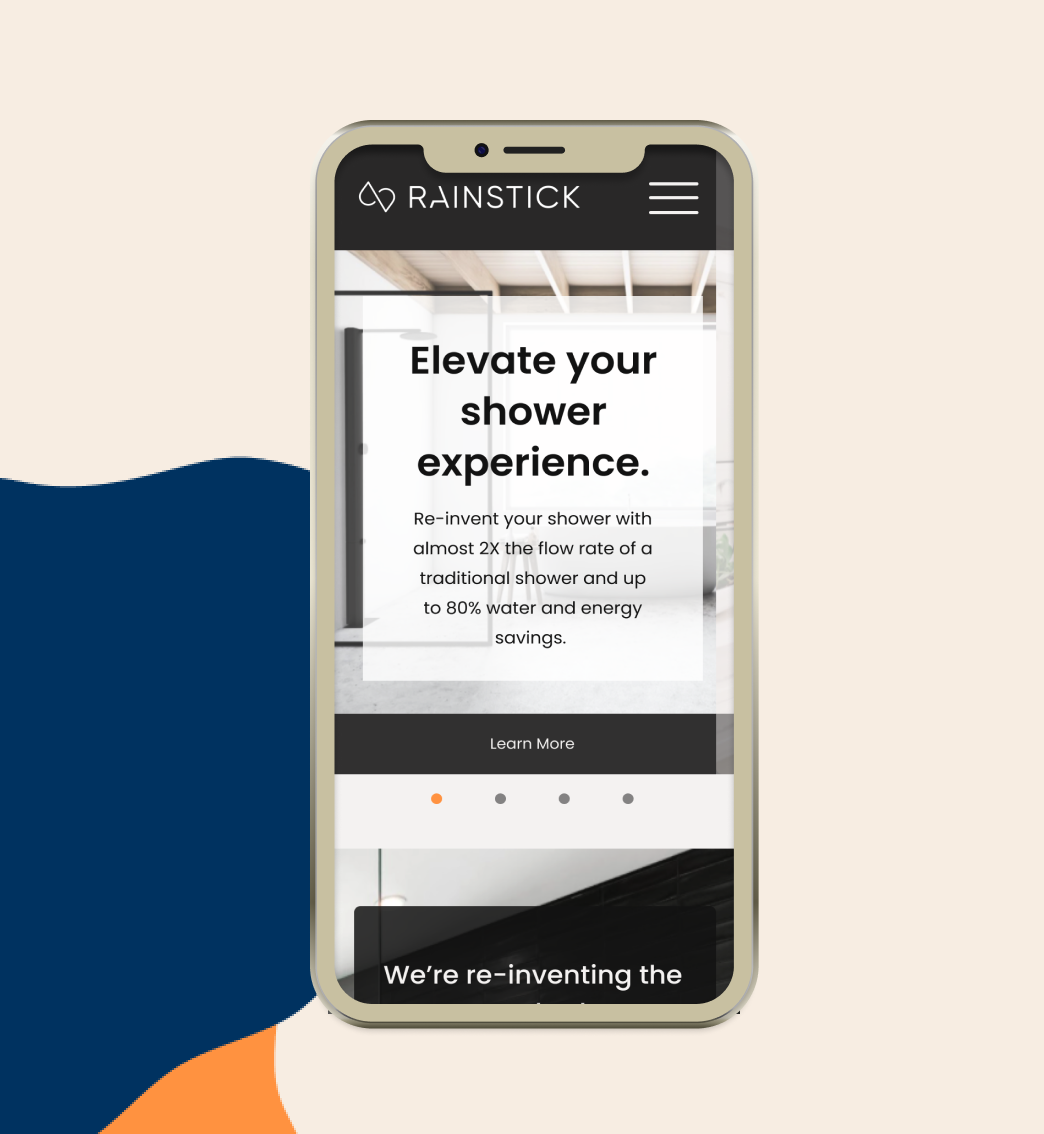 RAINSTICK
Elevate your
shower
experience.
Re-invent your shower with
almost 2X the flow rate of a
traditional shower and up
to 80% water and energy
savings.
Learn More
We’re re-inventing the